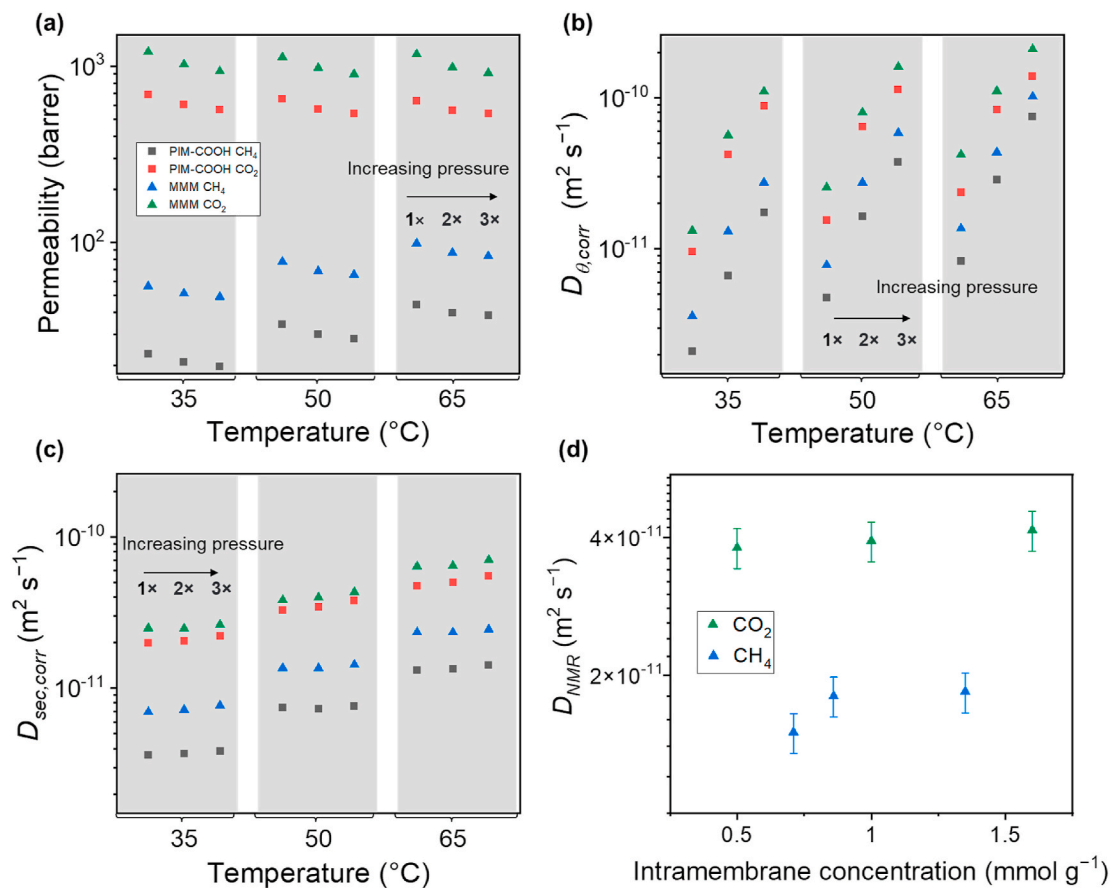 (a)
Permeability (barrer)
10³
10²
PIM-COOH CH₄
PIM-COOH CO₂
MMM CH₄
MMM CO₂
Increasing pressure
1× 2× 3×
35 50 65
Temperature (°C)
(b)
D_θ,corr (m² s⁻¹)
10⁻¹⁰
10⁻¹¹
Increasing pressure
1× 2× 3×
35 50 65
Temperature (°C)
(c)
D_sec,corr (m² s⁻¹)
10⁻¹⁰
10⁻¹¹
Increasing pressure
1× 2× 3×
35 50 65
Temperature (°C)
(d)
D_NMR (m² s⁻¹)
4×10⁻¹¹
2×10⁻¹¹
CO₂
CH₄
0.5 1 1.5
Intramembrane concentration (mmol g⁻¹)